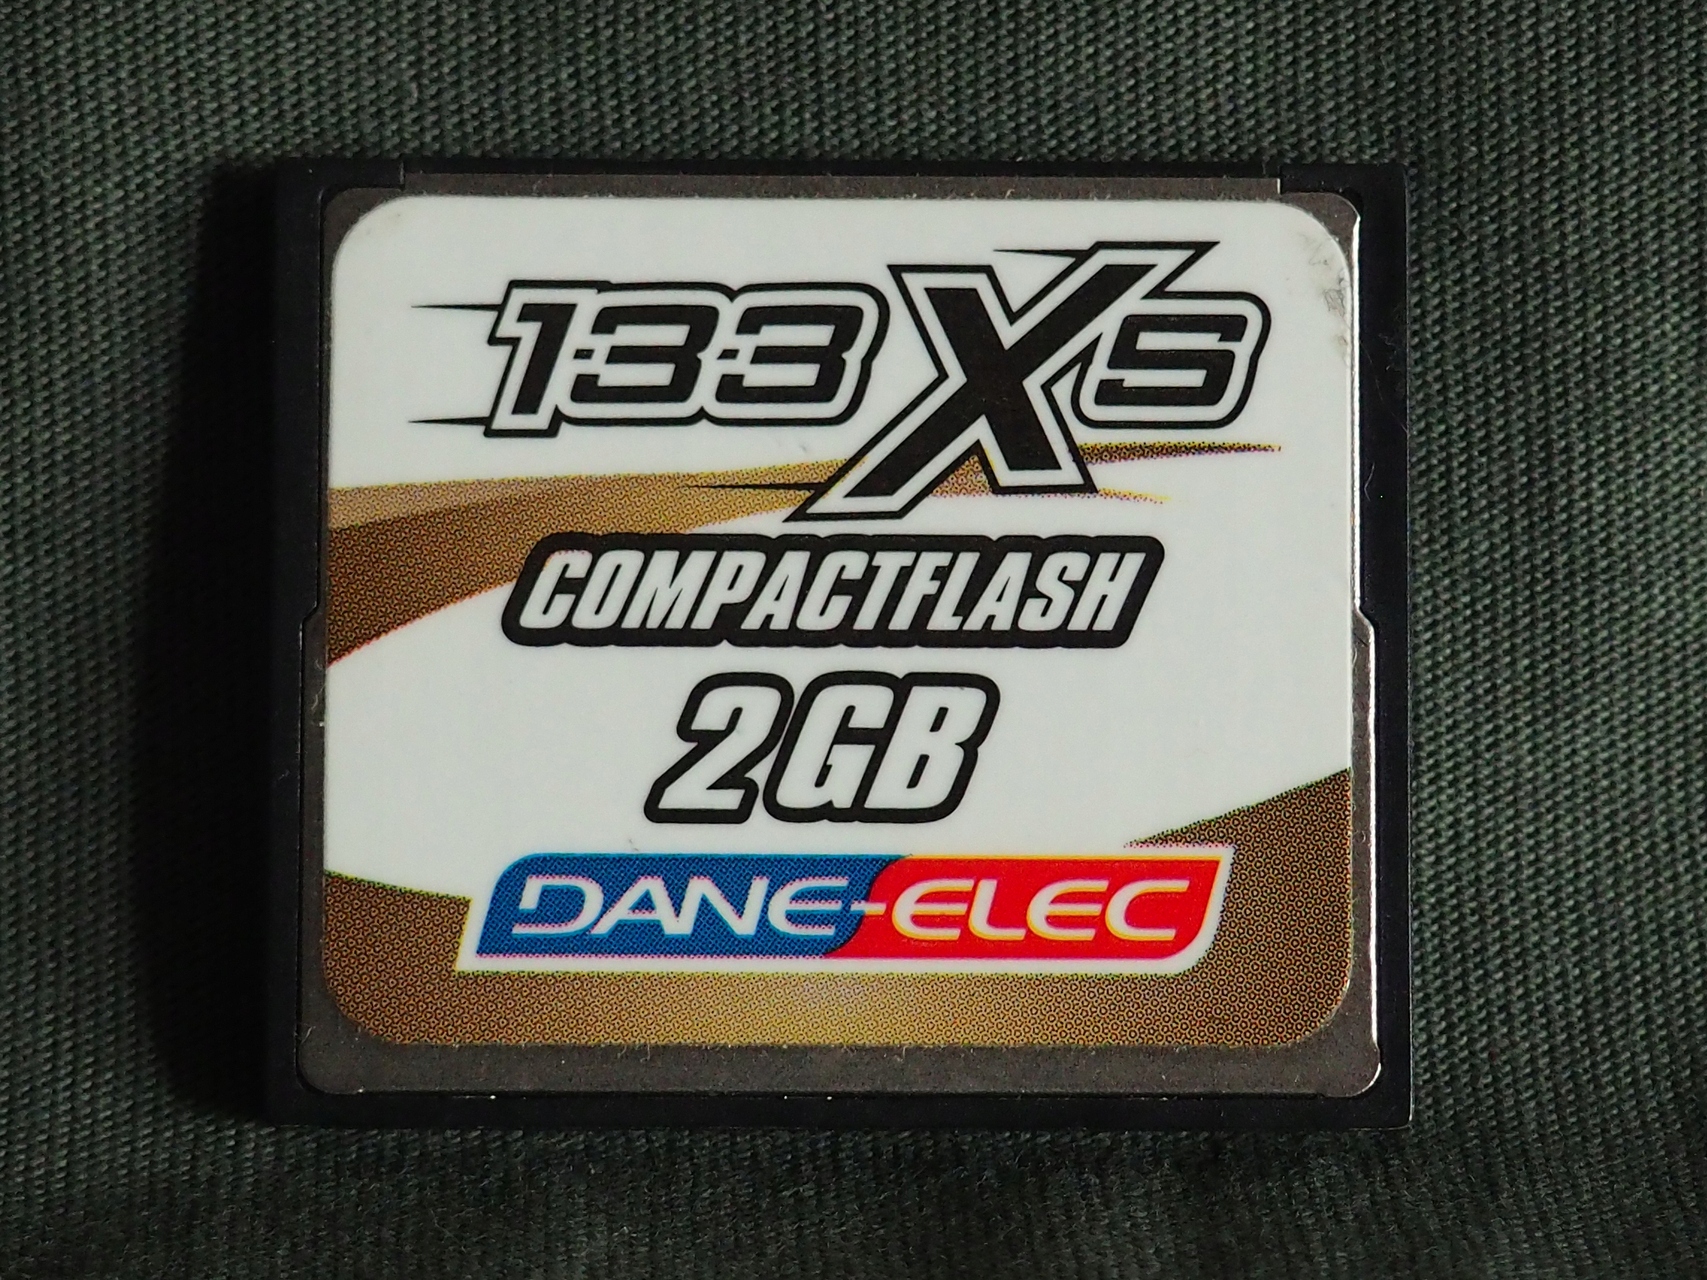 133XS
COMPACTFLASH
2GB
DANE-ELEC